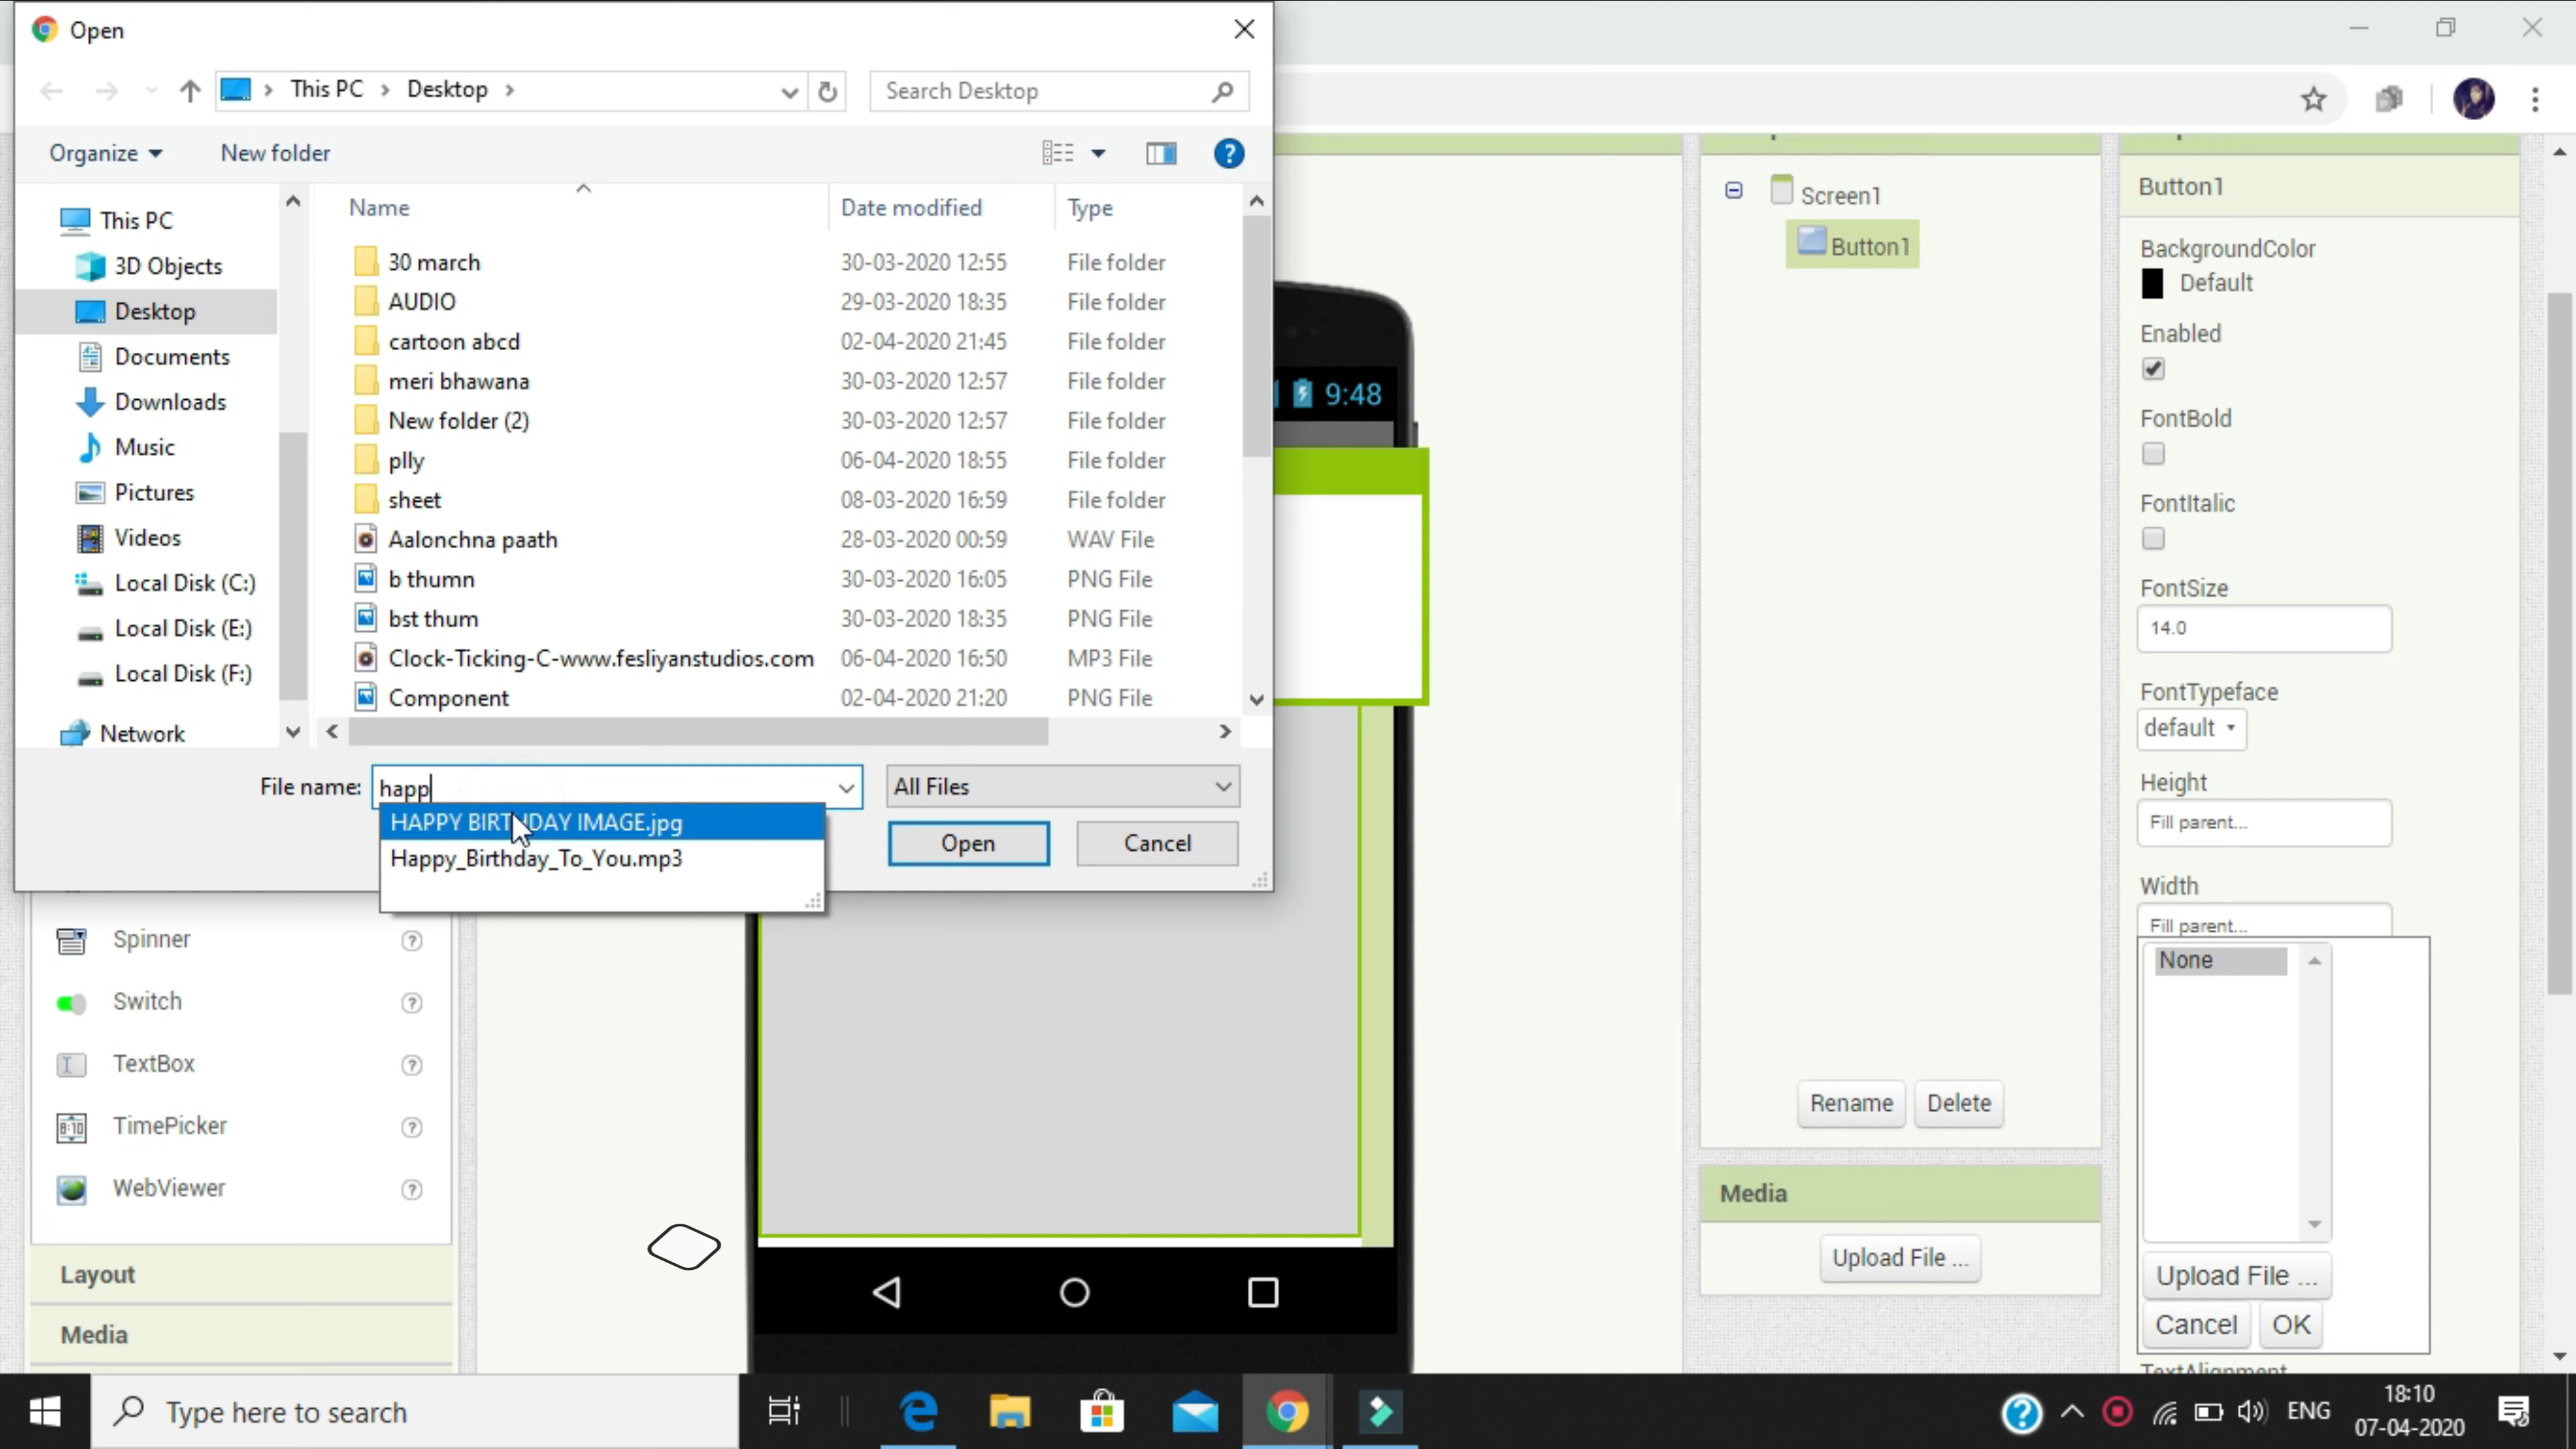 Open
This PC
Desktop
Search Desktop
Organize
New folder
Name
Date modified
Type
This PC
3D Objects
Desktop
Documents
Downloads
Music
Pictures
Videos
Local Disk (C:)
Local Disk (E:)
Local Disk (F:)
Network
30 march 30-03-2020 12:55 File folder
AUDIO 29-03-2020 18:35 File folder
cartoon abcd 02-04-2020 21:45 File folder
meri bhawana 30-03-2020 12:57 File folder
New folder (2) 30-03-2020 12:57 File folder
plly 06-04-2020 18:55 File folder
sheet 08-03-2020 16:59 File folder
Aalonchna paath 28-03-2020 00:59 WAV File
b thumn 30-03-2020 16:05 PNG File
bst thum 30-03-2020 18:35 PNG File
Clock-Ticking-C-www.fesliyanstudios.com 06-04-2020 16:50 MP3 File
Component 02-04-2020 21:20 PNG File
File name: happ
All Files
HAPPY BIRTHDAY IMAGE.jpg
Happy_Birthday_To_You.mp3
Open
Cancel
Spinner
Switch
TextBox
TimePicker
WebViewer
Layout
Media
9:48
Screen1
Button1
Rename
Delete
Media
Upload File ...
Button1
BackgroundColor
Default
Enabled
FontBold
FontItalic
FontSize
14.0
FontTypeface
default
Height
Fill parent...
Width
Fill parent...
None
Upload File ...
Cancel
OK
TextAlignment
Type here to search
ENG
18:10
07-04-2020